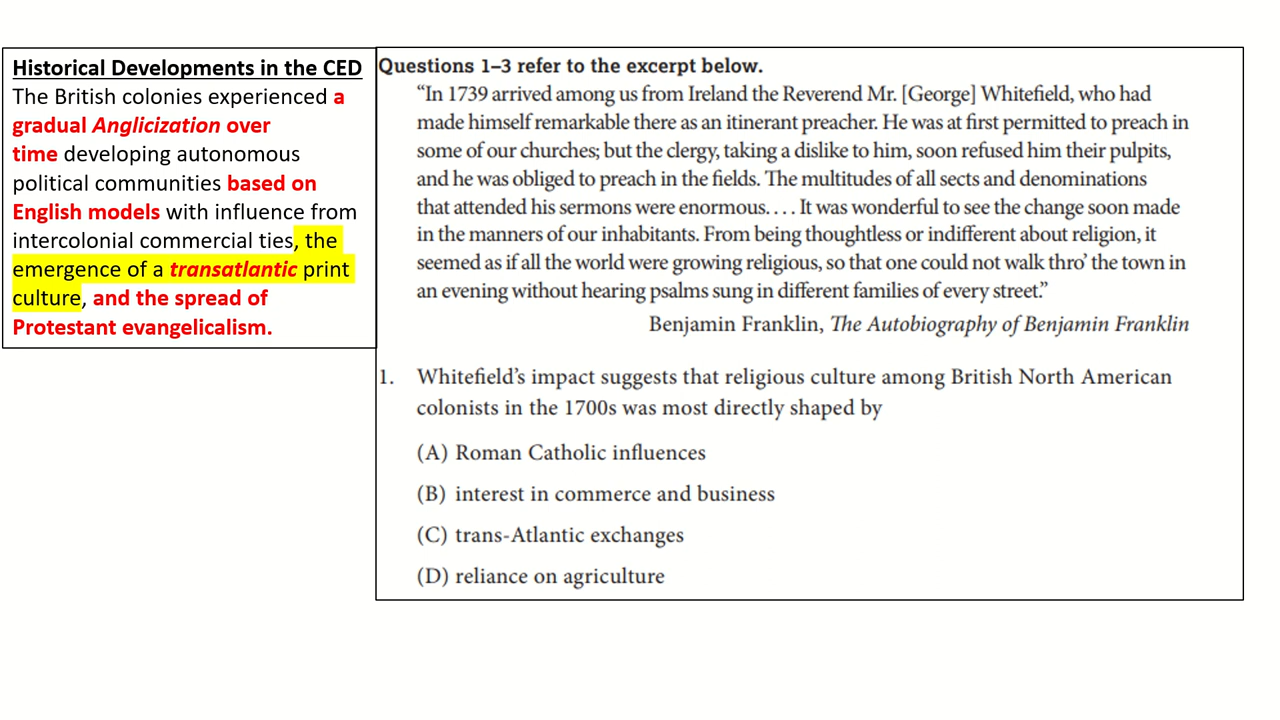 Historical Developments in the CED
The British colonies experienced a
gradual Anglicization over
time developing autonomous
political communities based on
English models with influence from
intercolonial commercial ties, the
emergence of a transatlantic print
culture, and the spread of
Protestant evangelicalism.
Questions 1–3 refer to the excerpt below.
“In 1739 arrived among us from Ireland the Reverend Mr. [George] Whitefield, who had
made himself remarkable there as an itinerant preacher. He was at first permitted to preach in
some of our churches; but the clergy, taking a dislike to him, soon refused him their pulpits,
and he was obliged to preach in the fields. The multitudes of all sects and denominations
that attended his sermons were enormous. . . . It was wonderful to see the change soon made
in the manners of our inhabitants. From being thoughtless or indifferent about religion, it
seemed as if all the world were growing religious, so that one could not walk thro’ the town in
an evening without hearing psalms sung in different families of every street.”
Benjamin Franklin, The Autobiography of Benjamin Franklin
1. Whitefield’s impact suggests that religious culture among British North American
colonists in the 1700s was most directly shaped by
(A) Roman Catholic influences
(B) interest in commerce and business
(C) trans-Atlantic exchanges
(D) reliance on agriculture